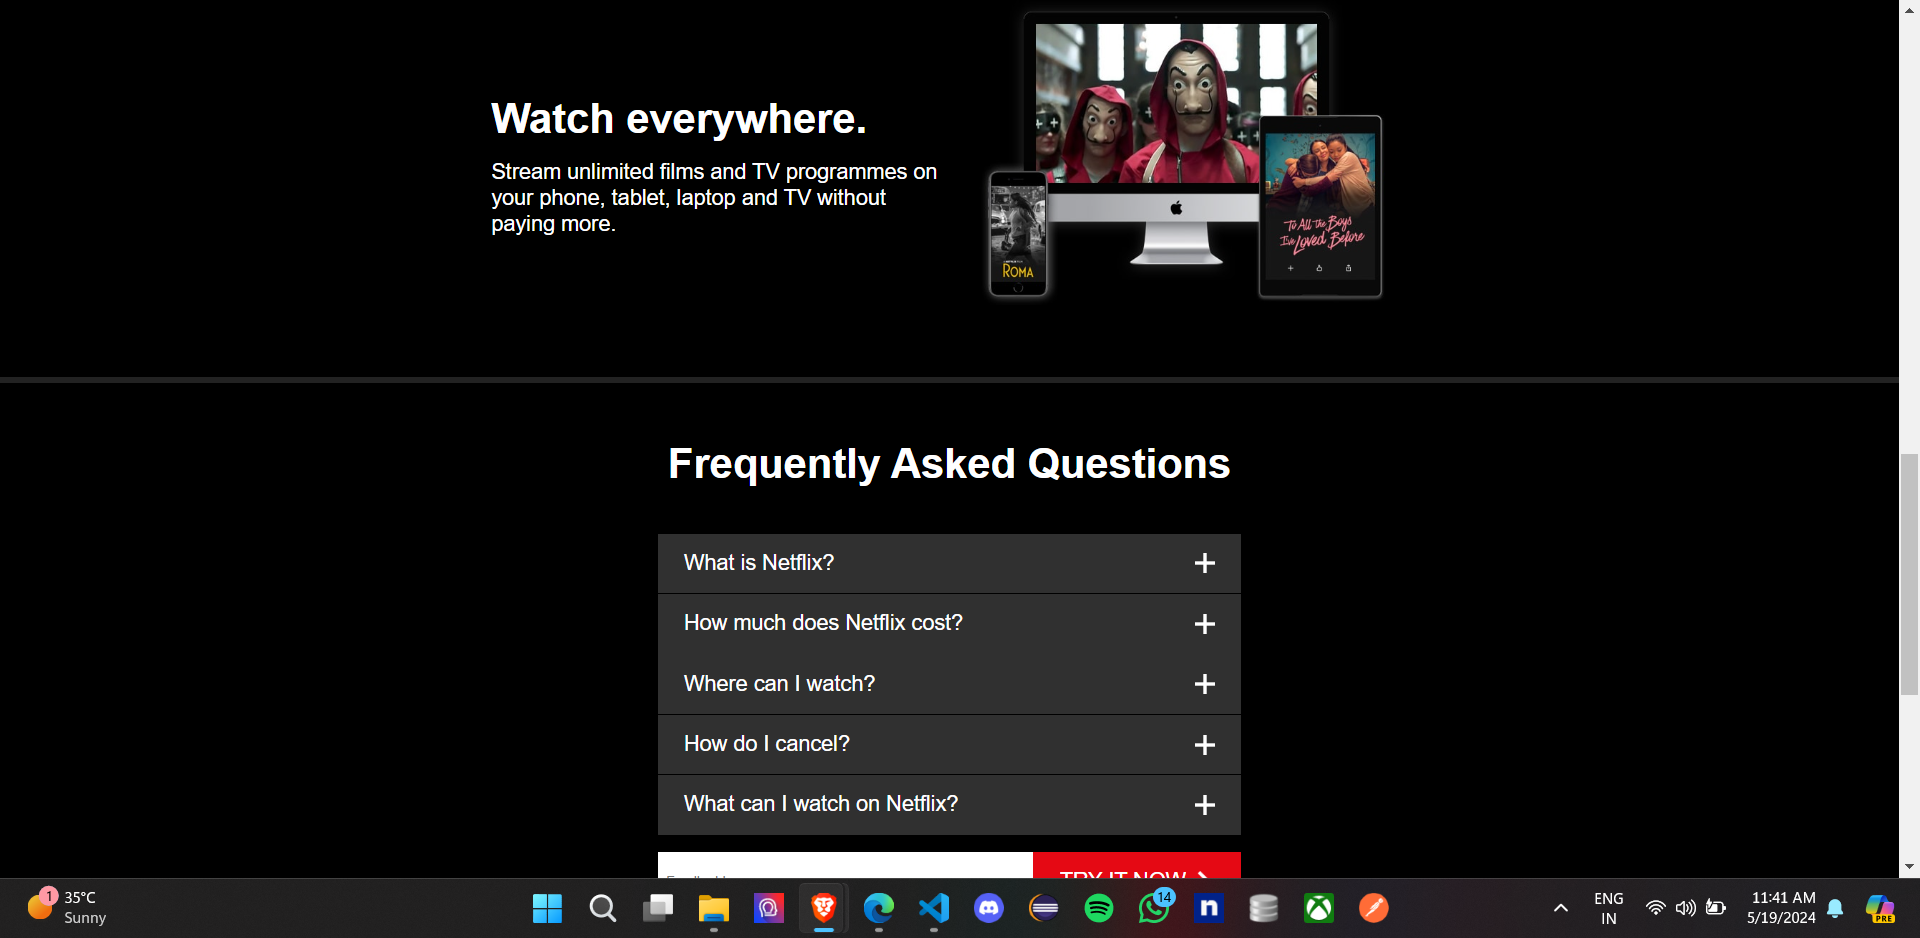 Watch everywhere.
Stream unlimited films and TV programmes on
your phone, tablet, laptop and TV without
paying more.
ROMA
To All the Boys
I've Loved Before
Frequently Asked Questions
What is Netflix?
How much does Netflix cost?
Where can I watch?
How do I cancel?
What can I watch on Netflix?
TRY IT NOW
1
35°C
Sunny
14
n
ENG
IN
11:41 AM
5/19/2024
PRE